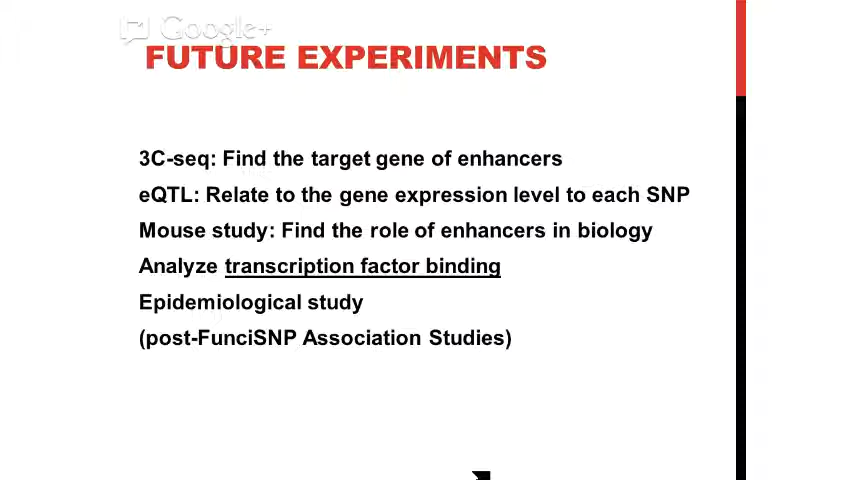 Google+
FUTURE EXPERIMENTS
3C-seq: Find the target gene of enhancers
eQTL: Relate to the gene expression level to each SNP
Mouse study: Find the role of enhancers in biology
Analyze transcription factor binding
Epidemiological study
(post-FunciSNP Association Studies)